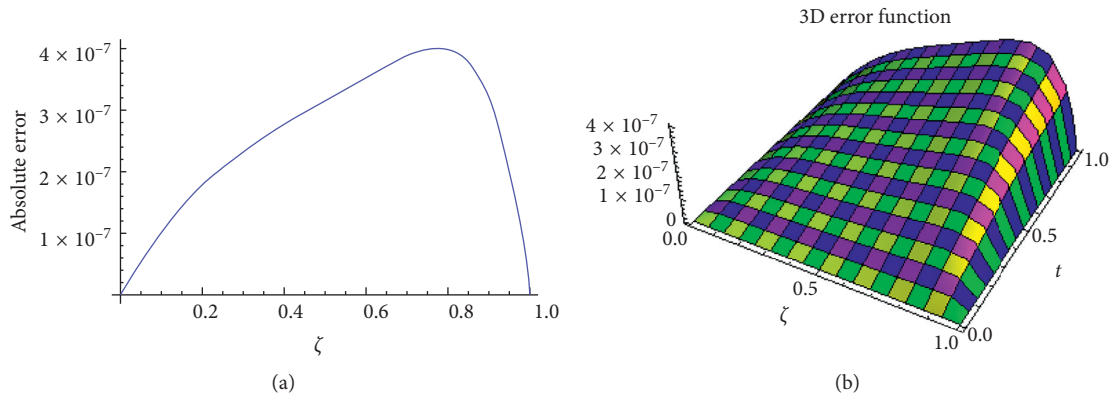 4 × 10⁻⁷
3 × 10⁻⁷
2 × 10⁻⁷
1 × 10⁻⁷
Absolute error
0.2
0.4
0.6
0.8
1.0
ζ
(a)
3D error function
4 × 10⁻⁷
3 × 10⁻⁷
2 × 10⁻⁷
1 × 10⁻⁷
0
0.0
0.5
1.0
ζ
0.0
0.5
1.0
t
(b)